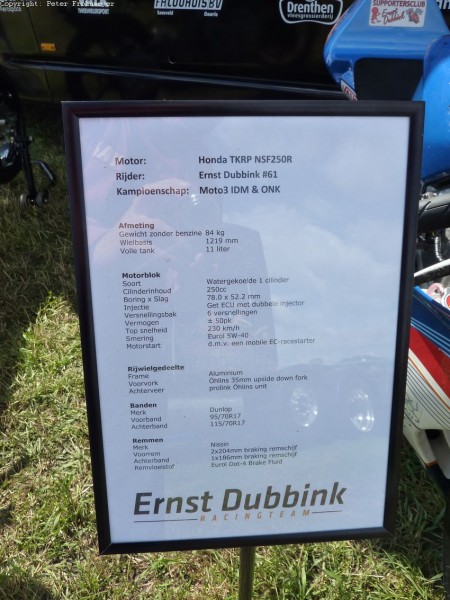 Copyright: Peter
Drenthen
vleesgrossierderij
SUPPORTERSCLUB
Motor: Honda TKRP NSF250R
Rijder: Ernst Dubbink #61
Kampioenschap: Moto3 IDM & ONK
Afmeting
Gewicht zonder benzine 84 kg
Wielbasis 1219 mm
Volle tank 11 liter
Motorblok
Soort Watergekoelde 1 cilinder
Cilinderinhoud 250cc
Boring x Slag 78.0 x 52.2 mm
Injectie Get ECU met dubbele injector
Versnellingsbak 6 versnellingen
Vermogen ± 50pk
Top snelheid 230 km/h
Smering Eurol 5W-40
Motorstart d.m.v. een mobile EC-racestarter
Rijwielgedeelte
Frame Aluminium
Voorvork Öhlins 35mm upside down fork
Achterveer prolink Öhlins unit
Banden
Merk Dunlop
Voorband 95/70R17
Achterband 115/70R17
Remmen
Merk Nissin
Voorrem 2x204mm braking remschijf
Achterband 1x186mm braking remschijf
Remvloestof Eurol Dot-4 Brake Fluid
Ernst Dubbink
RACINGTEAM